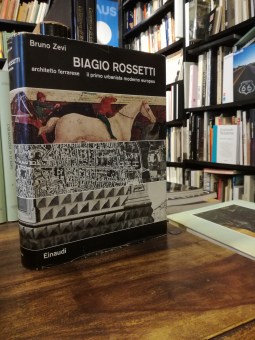 Bruno Zevi
BIAGIO ROSSETTI
architetto ferrarese   il primo urbanista moderno europeo
Einaudi